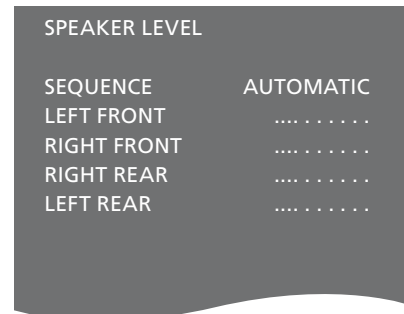 SPEAKER LEVEL
SEQUENCE AUTOMATIC
LEFT FRONT .... . . . . . .
RIGHT FRONT .... . . . . . .
RIGHT REAR .... . . . . . .
LEFT REAR .... . . . . . .